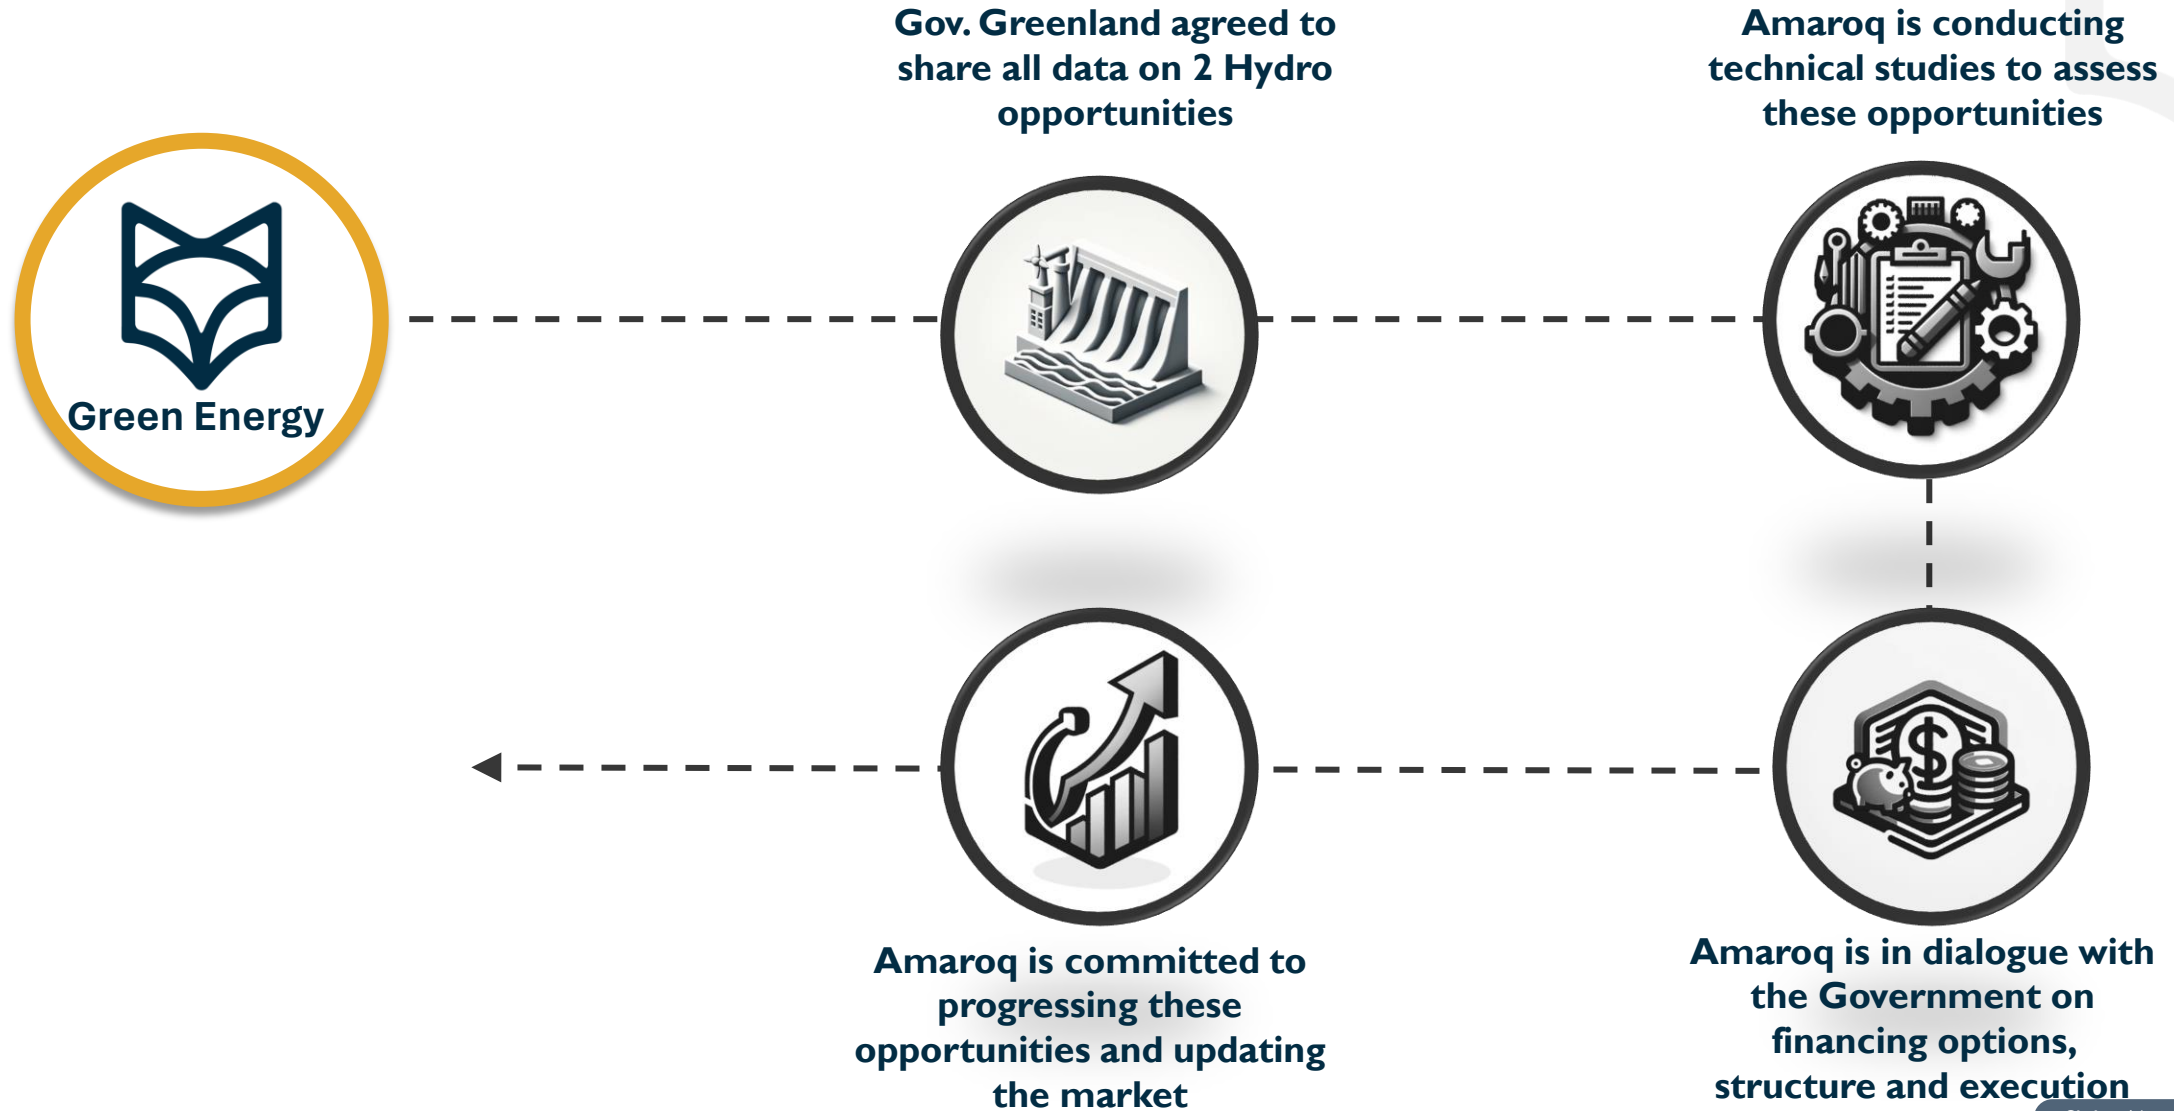 Gov. Greenland agreed to
share all data on 2 Hydro
opportunities
Amaroq is conducting
technical studies to assess
these opportunities
Green Energy
Amaroq is committed to
progressing these
opportunities and updating
the market
Amaroq is in dialogue with
the Government on
financing options,
structure and execution